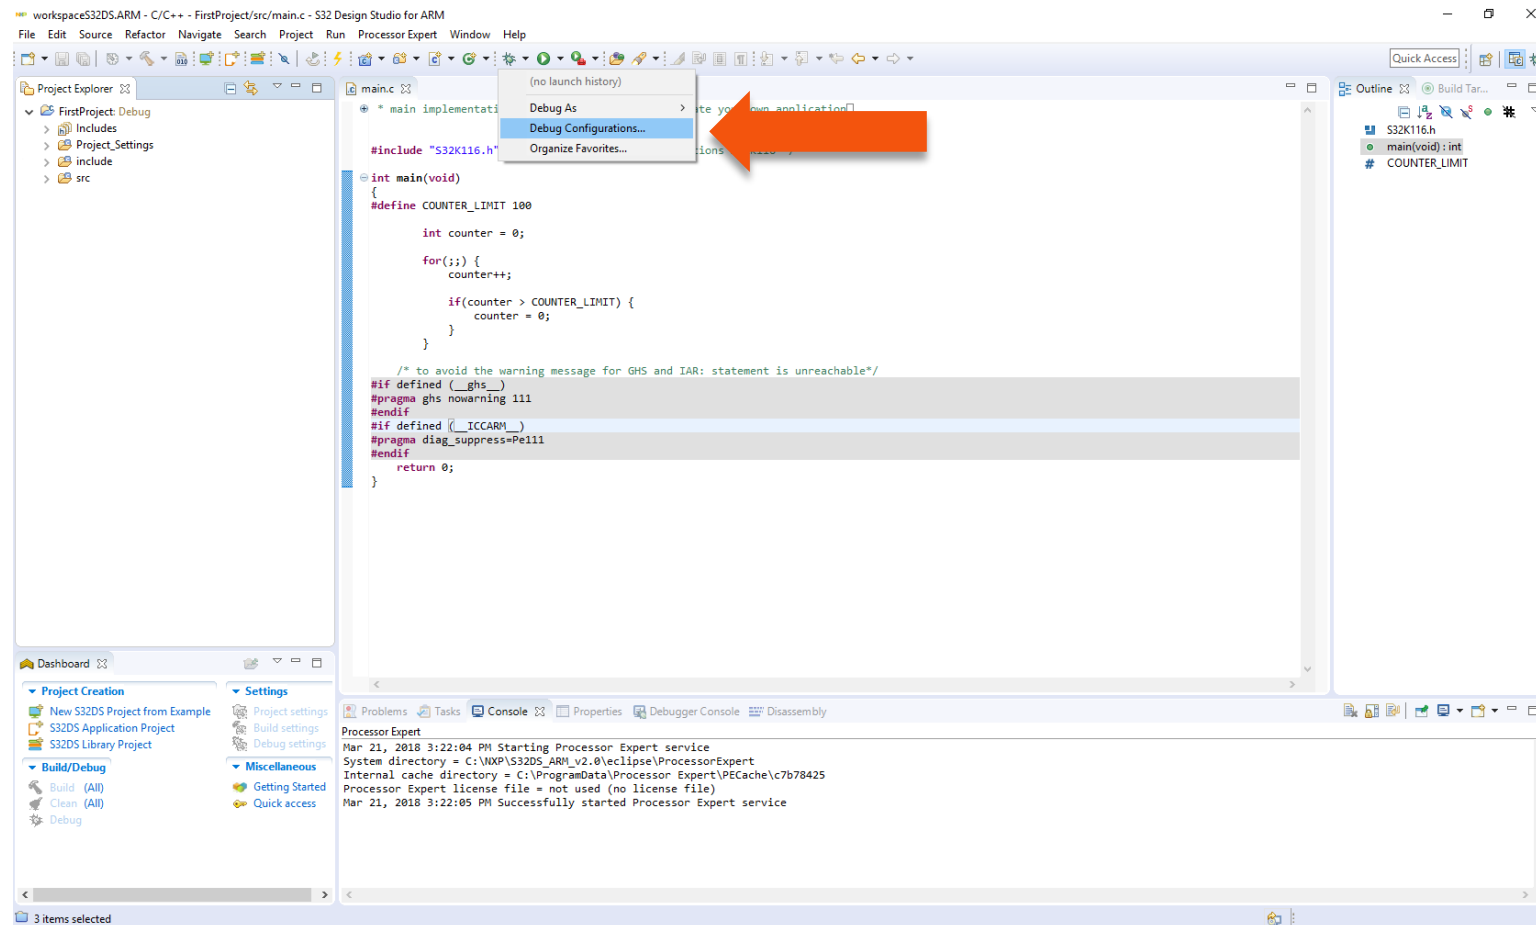 workspaceS32DS.ARM - C/C++ - FirstProject/src/main.c - S32 Design Studio for ARM
File Edit Source Refactor Navigate Search Project Run Processor Expert Window Help
Quick Access
Project Explorer
FirstProject: Debug
Includes
Project_Settings
include
src
main.c
(no launch history)
Debug As
Debug Configurations...
Organize Favorites...
* main implementati
te yo
own application
#include "S32K116.h"
int main(void)
{
#define COUNTER_LIMIT 100
int counter = 0;
for(;;) {
counter++;
if(counter > COUNTER_LIMIT) {
counter = 0;
}
}
/* to avoid the warning message for GHS and IAR: statement is unreachable*/
#if defined (__ghs__)
#pragma ghs nowarning 111
#endif
#if defined (__ICCARM__)
#pragma diag_suppress=Pe111
#endif
return 0;
}
Outline Build Tar...
S32K116.h
main(void) : int
COUNTER_LIMIT
Dashboard
Project Creation
New S32DS Project from Example
S32DS Application Project
S32DS Library Project
Build/Debug
Build (All)
Clean (All)
Debug
Settings
Project settings
Build settings
Debug settings
Miscellaneous
Getting Started
Quick access
Problems Tasks Console Properties Debugger Console Disassembly
Processor Expert
Mar 21, 2018 3:22:04 PM Starting Processor Expert service
System directory = C:\NXP\S32DS_ARM_v2.0\eclipse\ProcessorExpert
Internal cache directory = C:\ProgramData\Processor Expert\PECache\c7b78425
Processor Expert license file = not used (no license file)
Mar 21, 2018 3:22:05 PM Successfully started Processor Expert service
3 items selected